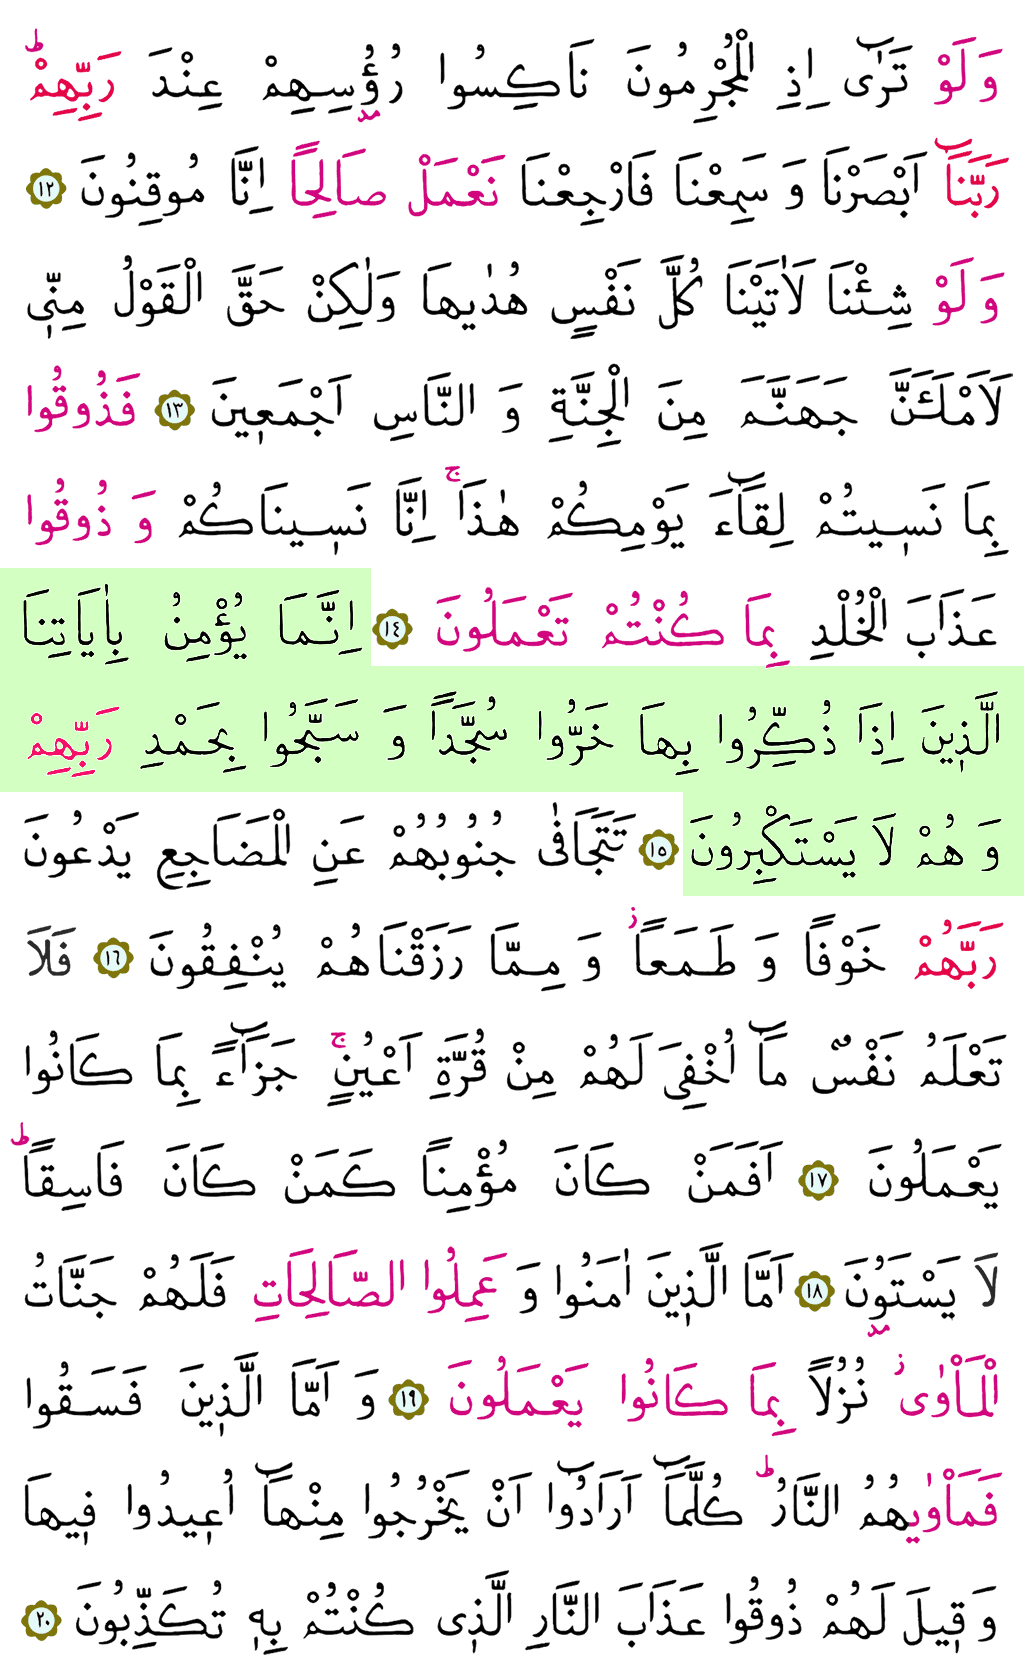 وَلَوْ تَرٰٓى اِذِ الْمُجْرِمُونَ نَاكِسُوا رُؤُ۫سِهِمْ عِنْدَ رَبِّهِمْۜ
رَبَّنَٓا اَبْصَرْنَا وَ سَمِعْنَا فَارْجِعْنَا نَعْمَلْ صَالِحًا اِنَّا مُوقِنُونَ ١٢
وَلَوْ شِئْنَا لَاٰتَيْنَا كُلَّ نَفْسٍ هُدٰيهَا وَلٰكِنْ حَقَّ الْقَوْلُ مِنّ۪ي
لَاَمْلَـَٔنَّ جَهَنَّمَ مِنَ الْجِنَّةِ وَ النَّاسِ اَجْمَع۪ينَ ١٣ فَذُوقُوا
بِمَا نَس۪يتُمْ لِقَٓاءَ يَوْمِكُمْ هٰذَاۚ اِنَّا نَس۪ينَاكُمْ وَ ذُوقُوا
عَذَابَ الْخُلْدِ بِمَا كُنْتُمْ تَعْمَلُونَ ١٤ اِنَّمَا يُؤْمِنُ بِاٰيَاتِنَا
الَّذ۪ينَ اِذَا ذُكِّرُوا بِهَا خَرُّوا سُجَّدًا وَ سَبَّحُوا بِحَمْدِ رَبِّهِمْ
وَ هُمْ لَا يَسْتَكْبِرُونَ ١٥ تَتَجَافٰى جُنُوبُهُمْ عَنِ الْمَضَاجِعِ يَدْعُونَ
رَبَّهُمْ خَوْفًا وَ طَمَعًاۘ وَ مِمَّا رَزَقْنَاهُمْ يُنْفِقُونَ ١٦ فَلَا
تَعْلَمُ نَفْسٌ مَٓا اُخْفِيَ لَهُمْ مِنْ قُرَّةِ اَعْيُنٍۚ جَزَٓاءً بِمَا كَانُوا
يَعْمَلُونَ ١٧ اَفَمَنْ كَانَ مُؤْمِنًا كَمَنْ كَانَ فَاسِقًاۜ
لَا يَسْتَوُ۫نَ ١٨ اَمَّا الَّذ۪ينَ اٰمَنُوا وَ عَمِلُوا الصَّالِحَاتِ فَلَهُمْ جَنَّاتُ
الْمَأْوٰىۘ نُزُلًا بِمَا كَانُوا يَعْمَلُونَ ١٩ وَ اَمَّا الَّذ۪ينَ فَسَقُوا
فَمَأْوٰيهُمُ النَّارُۜ كُلَّمَٓا اَرَادُٓوا اَنْ يَخْرُجُوا مِنْهَٓا اُع۪يدُوا ف۪يهَا
وَ ق۪يلَ لَهُمْ ذُوقُوا عَذَابَ النَّارِ الَّذ۪ي كُنْتُمْ بِه۪ تُكَذِّبُونَ ٢٠